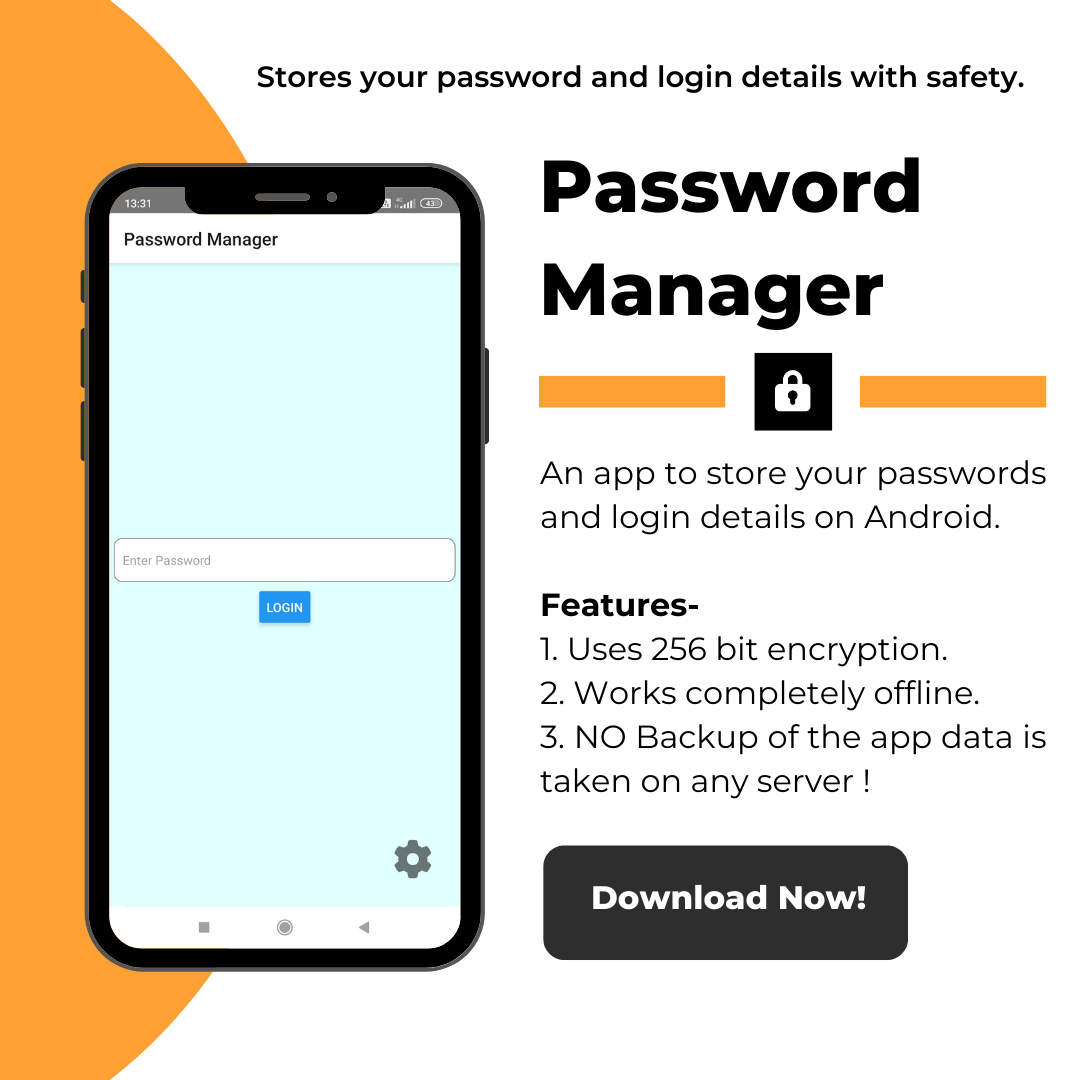 Stores your password and login details with safety.
Password
Manager
13:31
4G
43
Password Manager
Enter Password
LOGIN
An app to store your passwords
and login details on Android.
Features-
1. Uses 256 bit encryption.
2. Works completely offline.
3. NO Backup of the app data is
taken on any server !
Download Now!